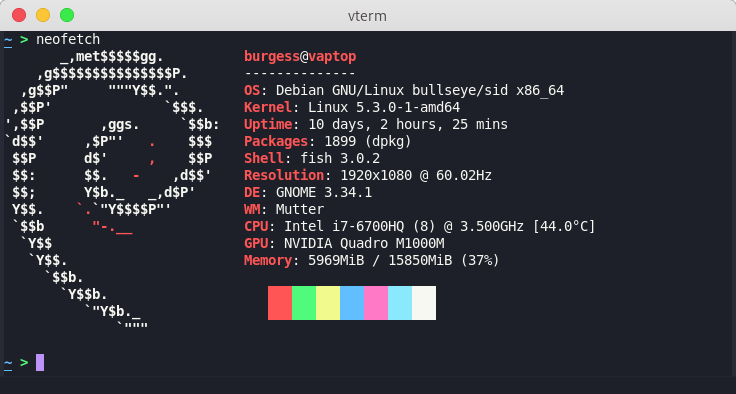 vterm
~ > neofetch
       _,met$$$$$gg.          burgess@vaptop
    ,g$$$$$$$$$$$$$$$P.       --------------
  ,g$$P"     """Y$$.".        OS: Debian GNU/Linux bullseye/sid x86_64
 ,$$P'              `$$$.     Kernel: Linux 5.3.0-1-amd64
',$$P       ,ggs.     `$$b:   Uptime: 10 days, 2 hours, 25 mins
`d$$'     ,$P"'   .    $$$    Packages: 1899 (dpkg)
 $$P      d$'     ,    $$P    Shell: fish 3.0.2
 $$:      $$.   -    ,d$$'    Resolution: 1920x1080 @ 60.02Hz
 $$;      Y$b._   _,d$P'      DE: GNOME 3.34.1
 Y$$.    `.`"Y$$$$P"'         WM: Mutter
 `$$b      "-.__              CPU: Intel i7-6700HQ (8) @ 3.500GHz [44.0°C]
  `Y$$                        GPU: NVIDIA Quadro M1000M
   `Y$$.                      Memory: 5969MiB / 15850MiB (37%)
     `$$b.
       `Y$$b.
          `"Y$b._
              `"""
~ >